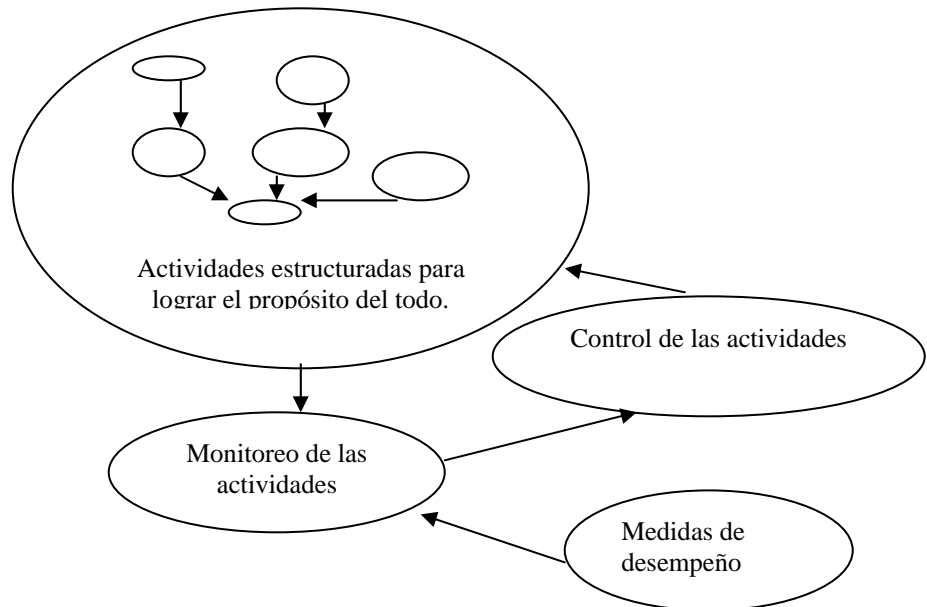 Actividades estructuradas para
lograr el propósito del todo.
Control de las actividades
Monitoreo de las
actividades
Medidas de
desempeño